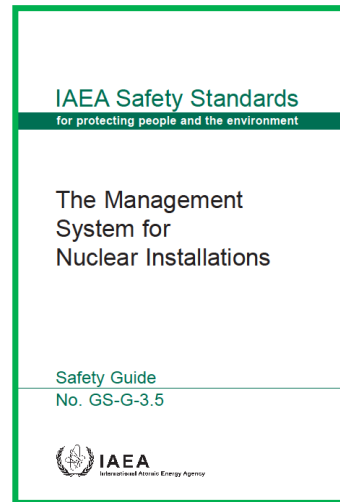 IAEA Safety Standards
for protecting people and the environment
The Management
System for
Nuclear Installations
Safety Guide
No. GS-G-3.5
IAEA
International Atomic Energy Agency